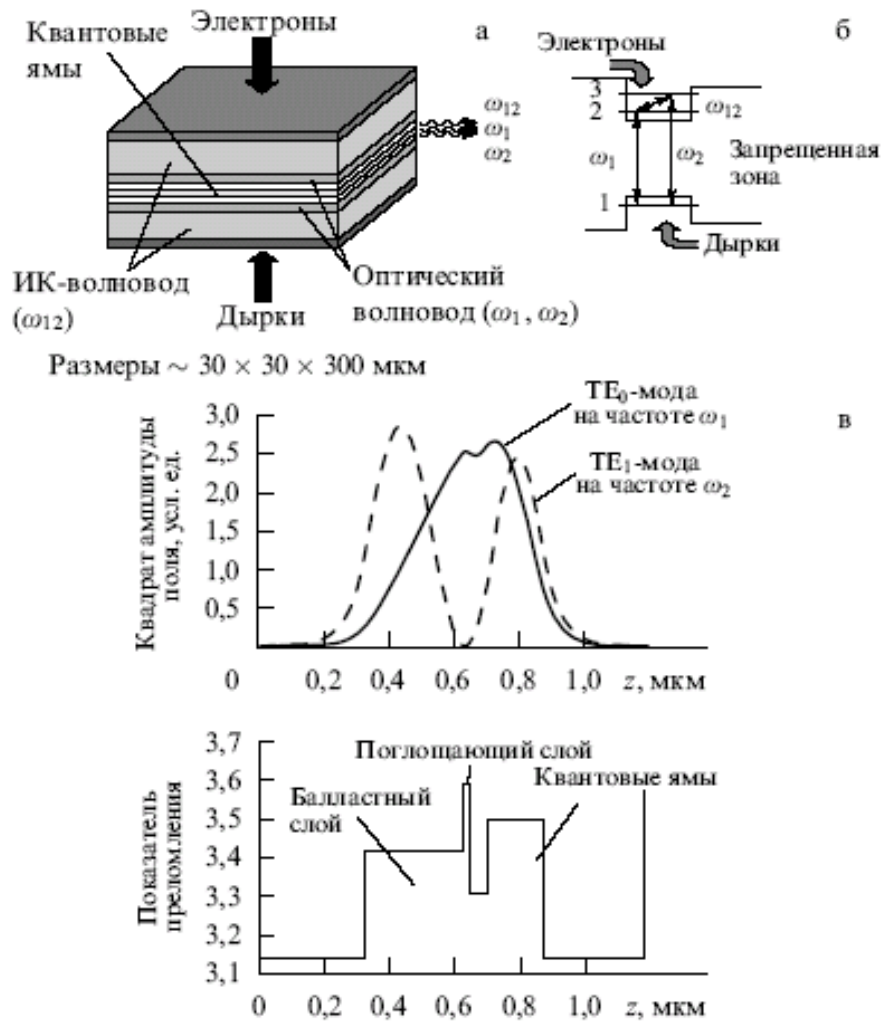 а
Квантовые
ямы
Электроны
ω12
ω1
ω2
ИК-волновод
(ω12)
Дырки
Оптический
волновод (ω1, ω2)
Размеры ~ 30 × 30 × 300 мкм
б
Электроны
3
2
ω12
ω1
ω2
Запрещенная
зона
1
Дырки
в
Квадрат амплитуды
поля, усл. ед.
3,0
2,5
2,0
1,5
1,0
0,5
TE0-мода
на частоте ω1
TE1-мода
на частоте ω2
0 0,2 0,4 0,6 0,8 1,0 z, мкм
Показатель
преломления
3,7
3,6
3,5
3,4
3,3
3,2
3,1
Поглощающий слой
Балластный
слой
Квантовые ямы
0 0,2 0,4 0,6 0,8 1,0 z, мкм